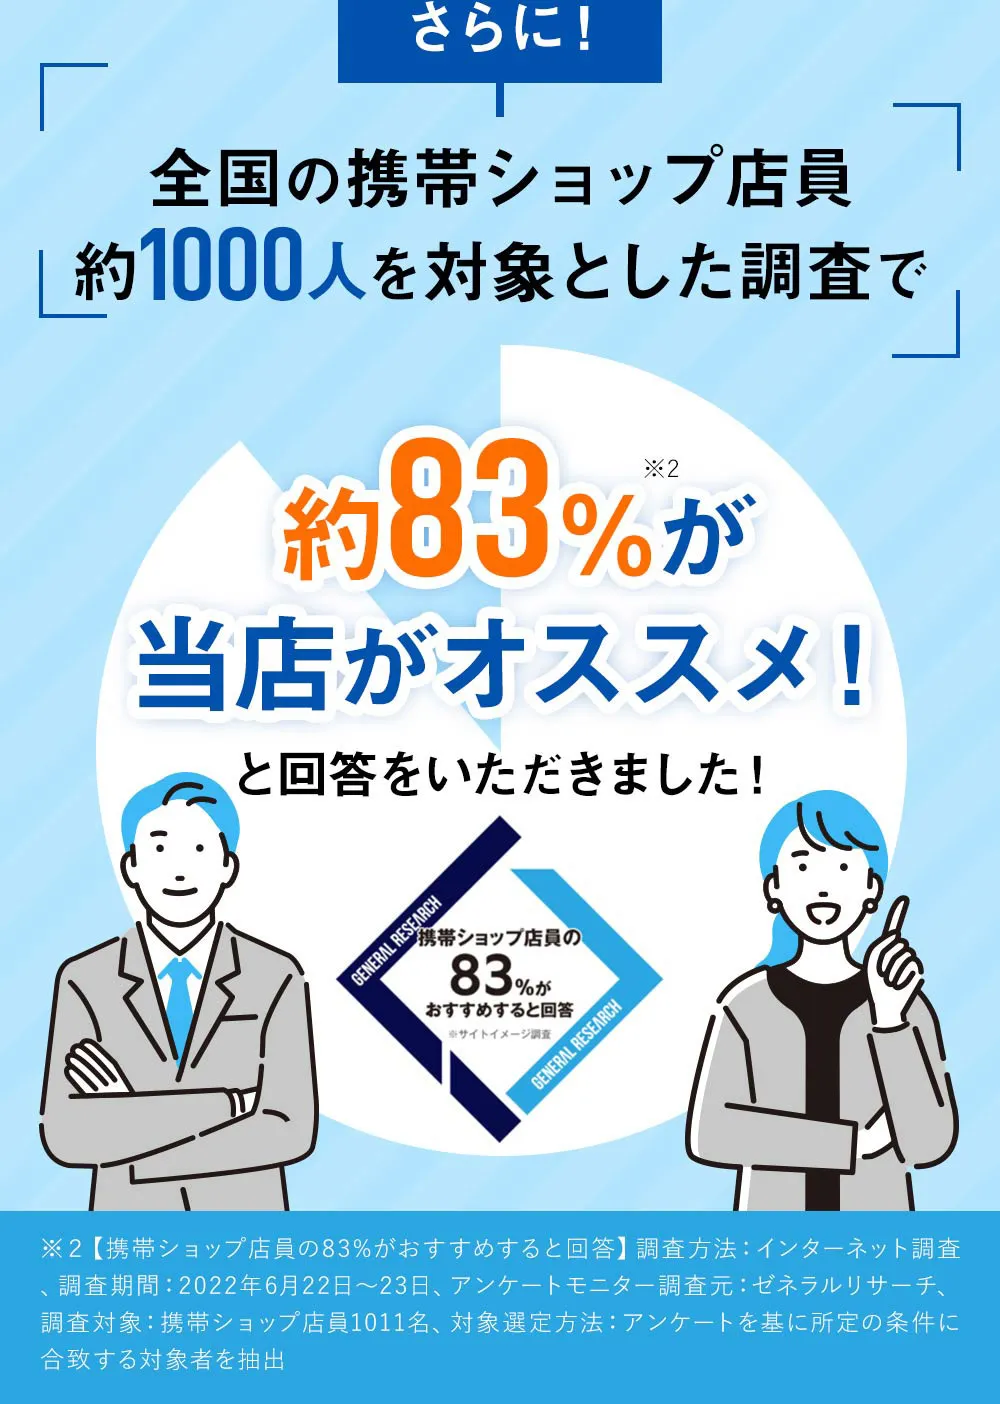 さらに！
全国の携帯ショップ店員
約1000人を対象とした調査で
約83%が※2
当店がオススメ！
と回答をいただきました！
GENERAL RESEARCH
携帯ショップ店員の
83%が
おすすめすると回答
※サイトイメージ調査
GENERAL RESEARCH
※2【携帯ショップ店員の83%がおすすめすると回答】調査方法：インターネット調査
、調査期間：2022年6月22日〜23日、アンケートモニター調査元：ゼネラルリサーチ、
調査対象：携帯ショップ店員1011名、対象選定方法：アンケートを基に所定の条件に
合致する対象者を抽出